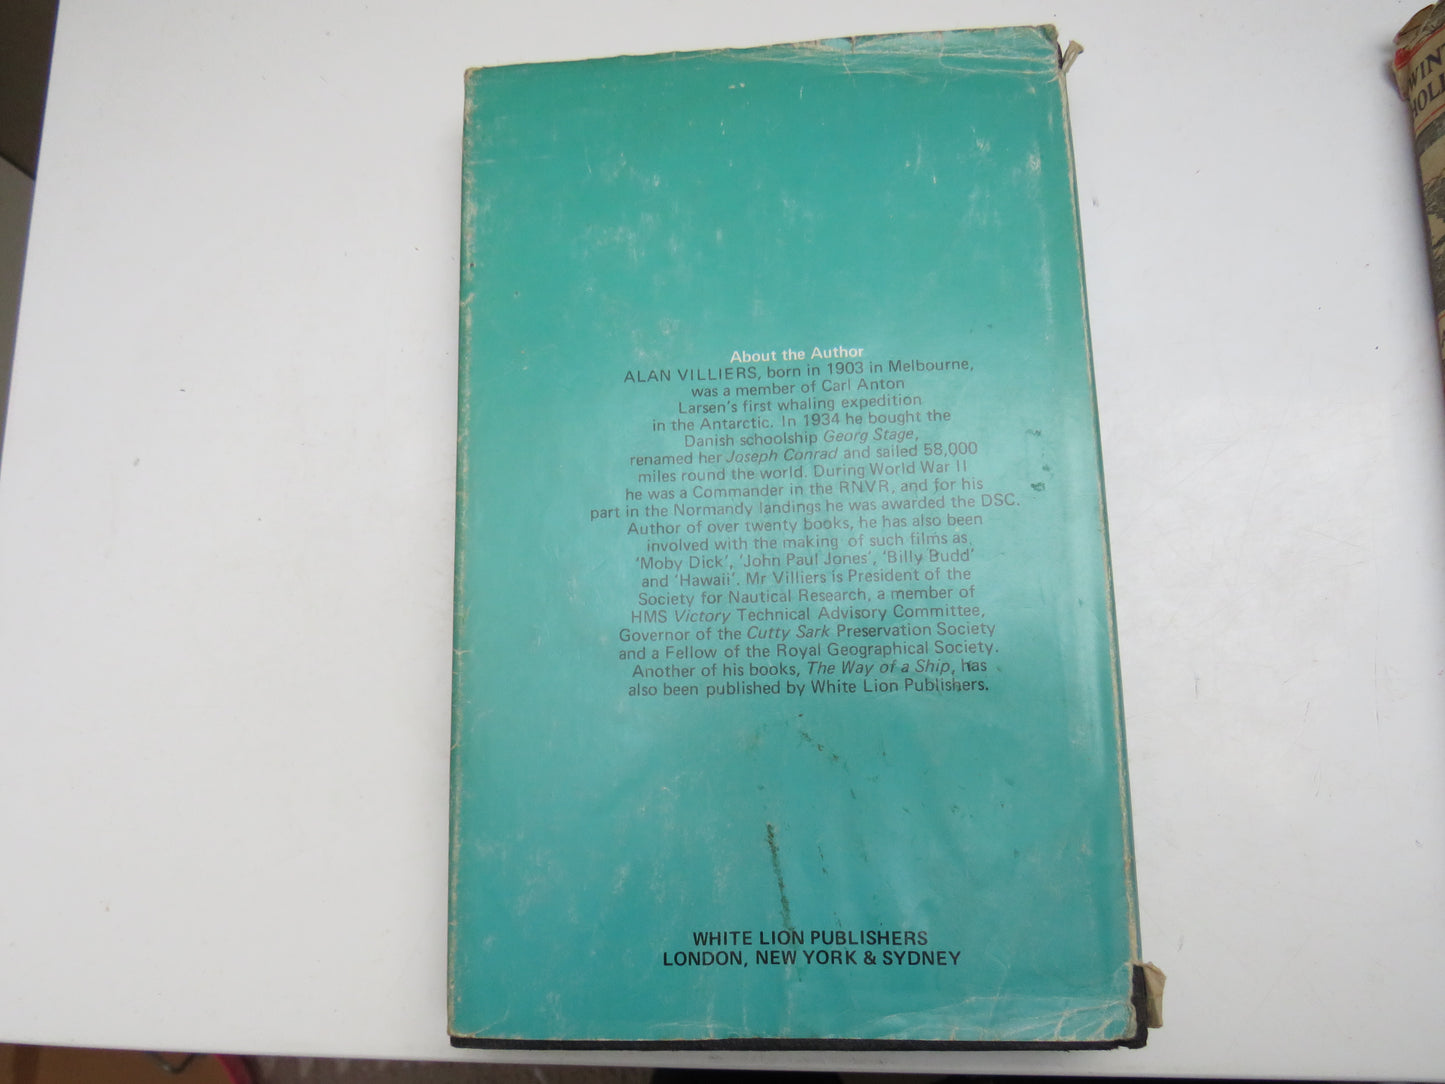 About the Author
ALAN VILLIERS, born in 1903 in Melbourne,
was a member of Carl Anton
Larsen's first whaling expedition
in the Antarctic. In 1934 he bought the
Danish schoolship Georg Stage,
renamed her Joseph Conrad and sailed 58,000
miles round the world. During World War II
he was a Commander in the RNVR, and for his
part in the Normandy landings he was awarded the DSC.
Author of over twenty books, he has also been
involved with the making of such films as
'Moby Dick', 'John Paul Jones', 'Billy Budd'
and 'Hawaii'. Mr Villiers is President of the
Society for Nautical Research, a member of
HMS Victory Technical Advisory Committee,
Governor of the Cutty Sark Preservation Society
and a Fellow of the Royal Geographical Society.
Another of his books, The Way of a Ship, has
also been published by White Lion Publishers.
WHITE LION PUBLISHERS
LONDON, NEW YORK & SYDNEY